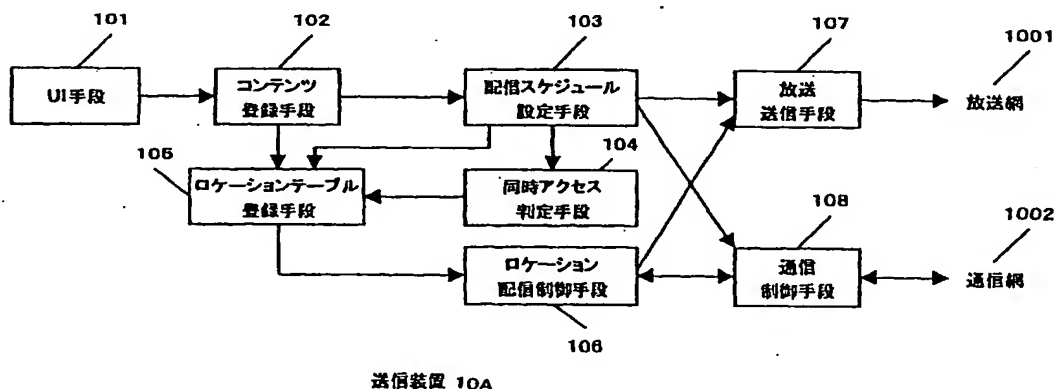 101
102
103
107
1001
UI手段
コンテンツ
登録手段
配信スケジュール
設定手段
放送
送信手段
放送網
105
104
ロケーションテーブル
登録手段
同時アクセス
判定手段
108
1002
ロケーション
配信制御手段
通信
制御手段
通信網
106
送信装置 10A